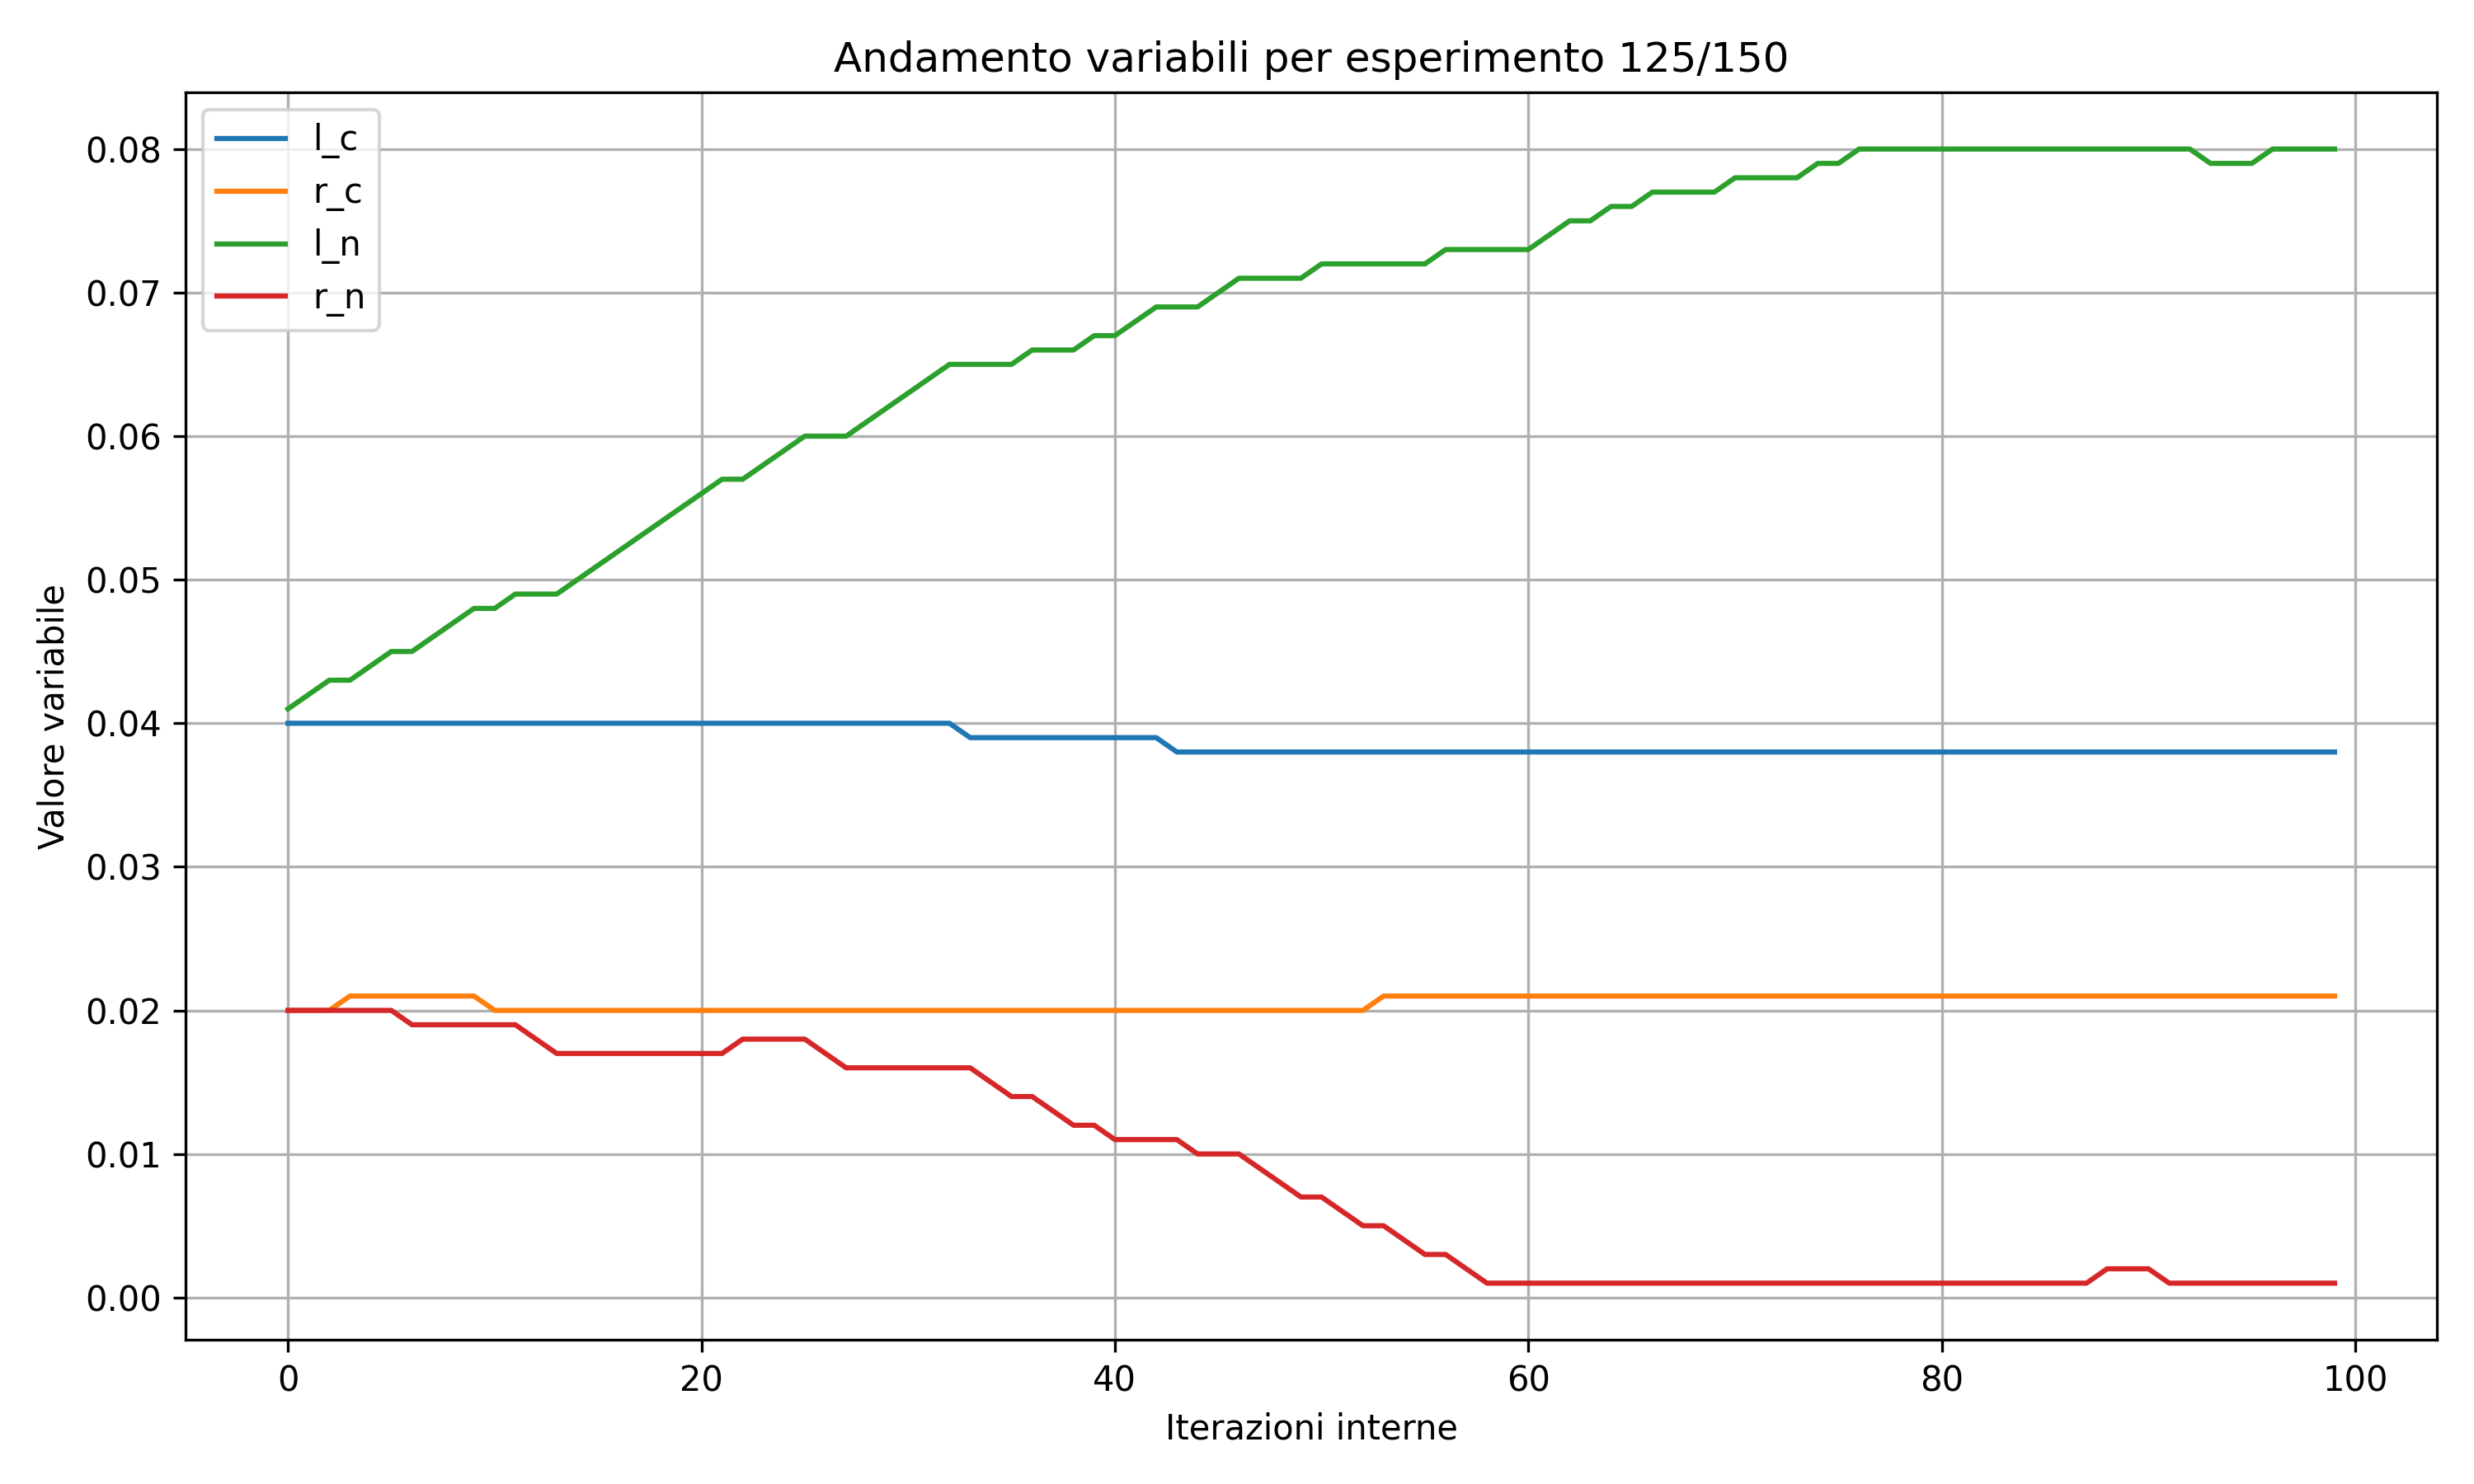 Andamento variabili per esperimento 125/150
l_c
r_c
l_n
r_n
Valore variabile
0.08
0.07
0.06
0.05
0.04
0.03
0.02
0.01
0.00
0 20 40 60 80 100
Iterazioni interne